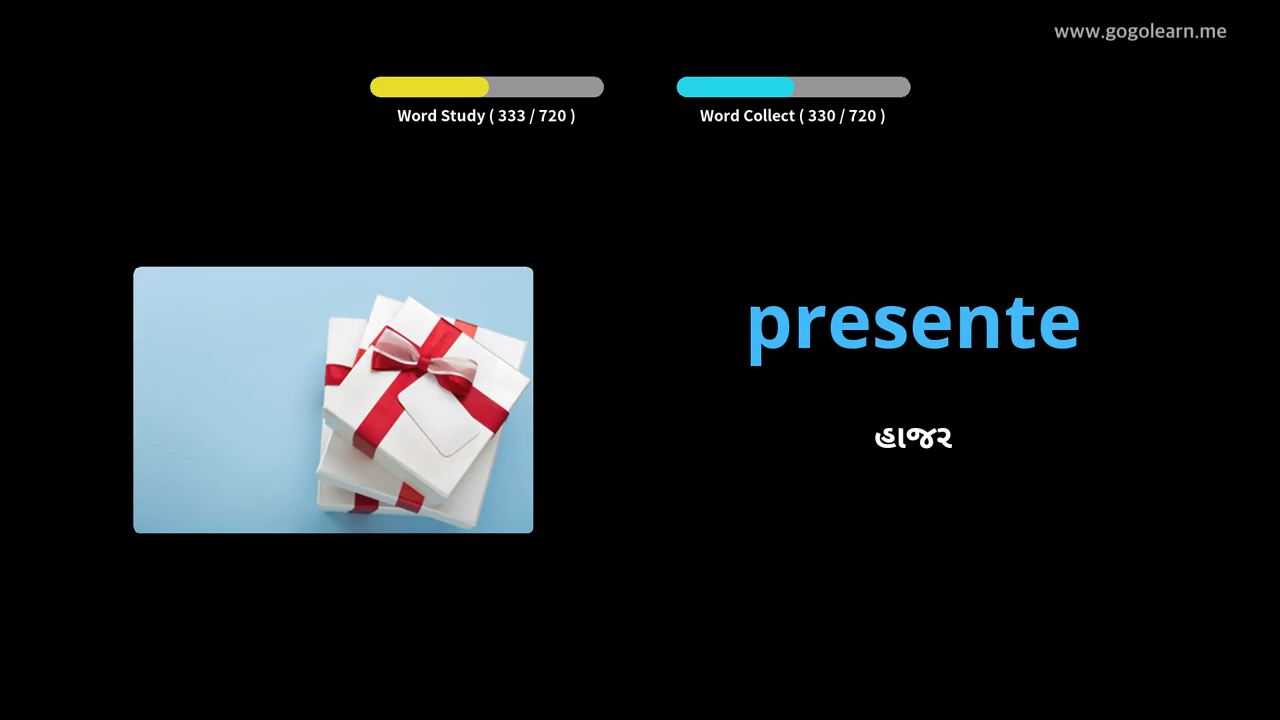 www.gogolearn.me
Word Study ( 333 / 720 )
Word Collect ( 330 / 720 )
presente
હાજર